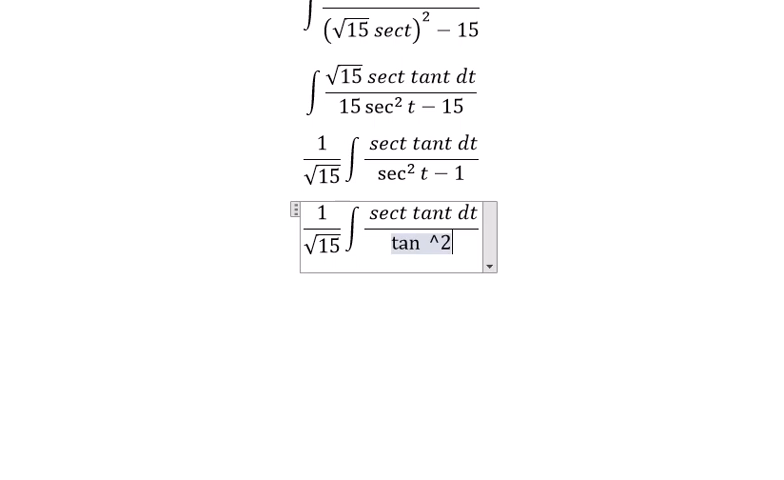 ∫ (√15 sect)² − 15
∫ √15 sect tant dt / 15 sec² t − 15
1/√15 ∫ sect tant dt / sec² t − 1
1/√15 ∫ sect tant dt / tan ^2